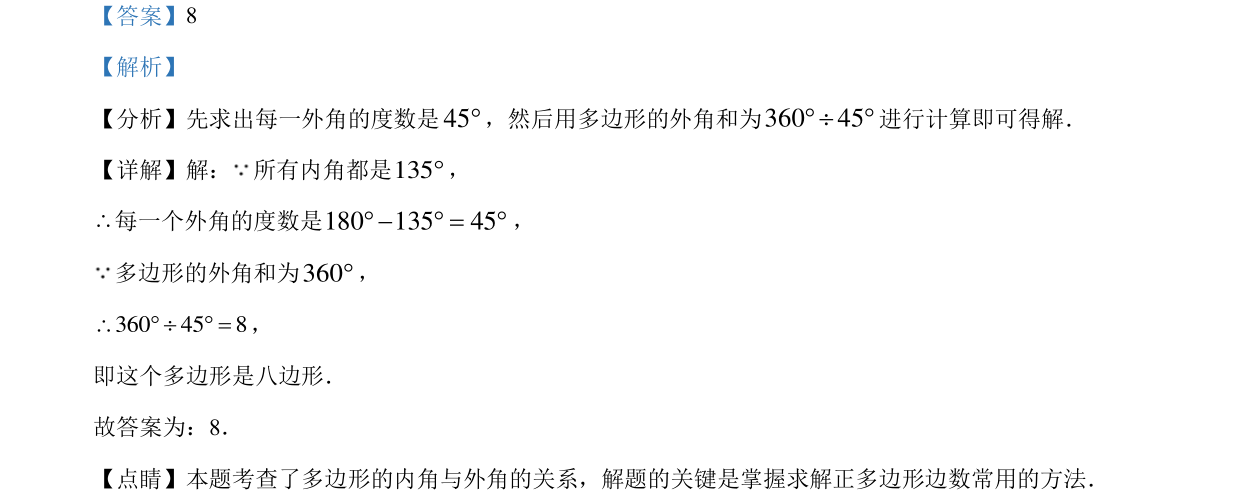 【答案】8
【解析】
【分析】先求出每一外角的度数是45°，然后用多边形的外角和为360°÷45°进行计算即可得解．
【详解】解：∵所有内角都是135°，
∴每一个外角的度数是180°−135°＝45°，
∵多边形的外角和为360°，
∴360°÷45°＝8，
即这个多边形是八边形．
故答案为：8．
【点睛】本题考查了多边形的内角与外角的关系，解题的关键是掌握求解正多边形边数常用的方法．